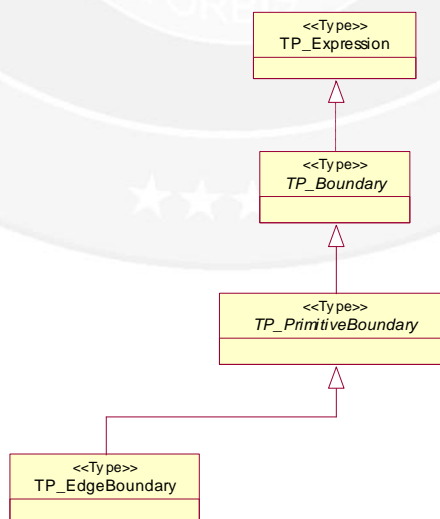 <<Type>>
TP_Expression
<<Type>>
TP_Boundary
<<Type>>
TP_PrimitiveBoundary
<<Type>>
TP_EdgeBoundary